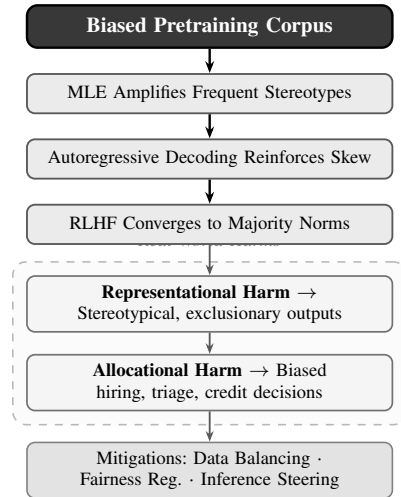 Biased Pretraining Corpus
MLE Amplifies Frequent Stereotypes
Autoregressive Decoding Reinforces Skew
RLHF Converges to Majority Norms
Representational Harm →
Stereotypical, exclusionary outputs
Allocational Harm → Biased
hiring, triage, credit decisions
Mitigations: Data Balancing ·
Fairness Reg. · Inference Steering